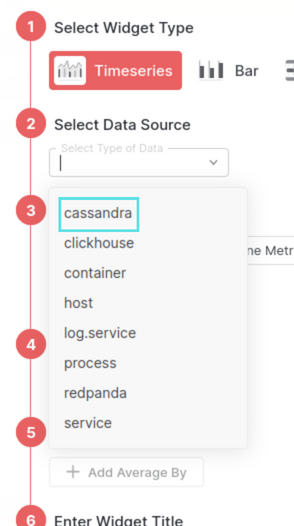 1 Select Widget Type
Timeseries Bar
2 Select Data Source
Select Type of Data
3 cassandra
clickhouse
ne Metr
container
host
4 log.service
process
redpanda
5 service
+ Add Average By
6 Enter Widget Title